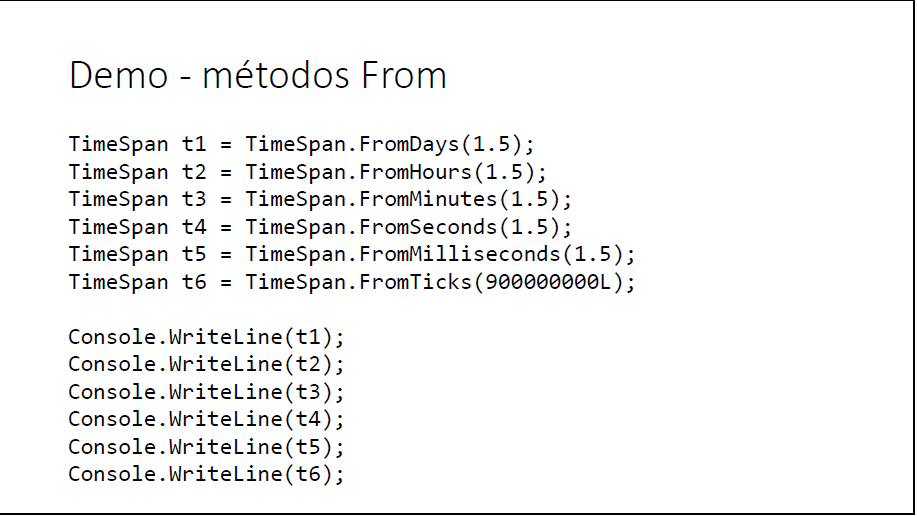 Demo - métodos From
TimeSpan t1 = TimeSpan.FromDays(1.5);
TimeSpan t2 = TimeSpan.FromHours(1.5);
TimeSpan t3 = TimeSpan.FromMinutes(1.5);
TimeSpan t4 = TimeSpan.FromSeconds(1.5);
TimeSpan t5 = TimeSpan.FromMilliseconds(1.5);
TimeSpan t6 = TimeSpan.FromTicks(900000000L);
Console.WriteLine(t1);
Console.WriteLine(t2);
Console.WriteLine(t3);
Console.WriteLine(t4);
Console.WriteLine(t5);
Console.WriteLine(t6);